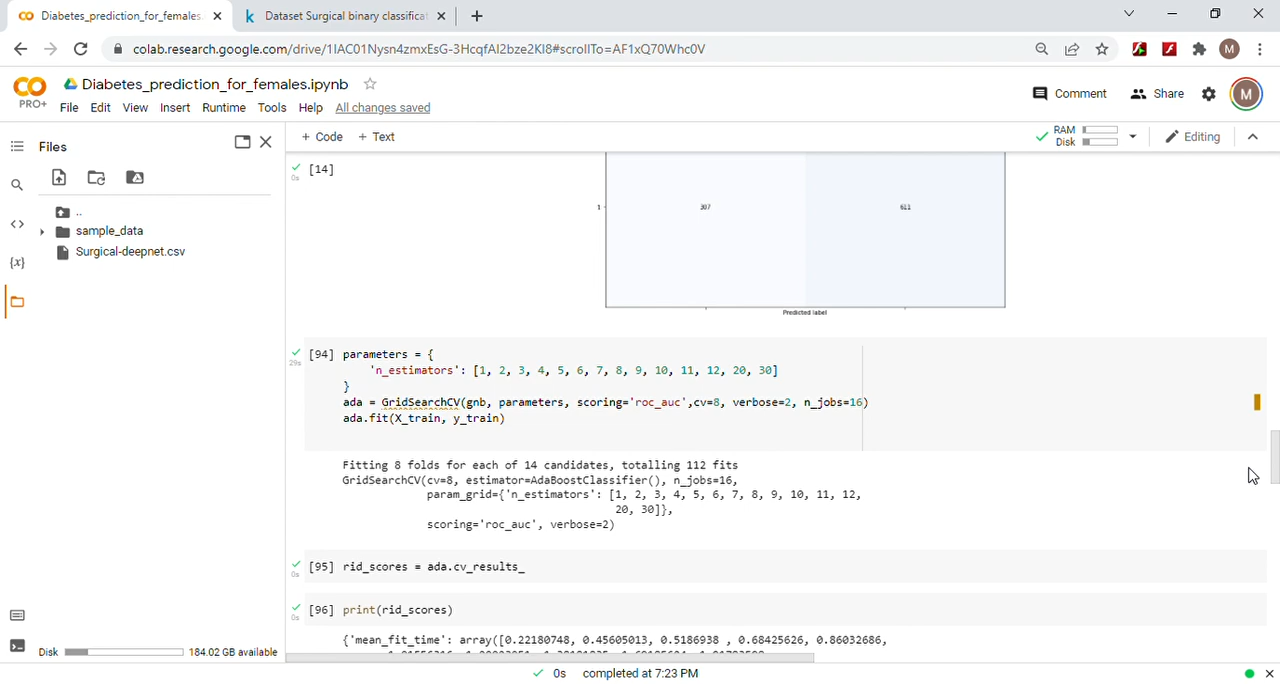 Diabetes_prediction_for_females.
Dataset Surgical binary classificat
colab.research.google.com/drive/1IAC01Nysn4zmxEsG-3HcqfAI2bze2KI8#scrollTo=AF1xQ70Whc0V
M
CO
PRO+
Diabetes_prediction_for_females.ipynb
Comment
Share
M
File Edit View Insert Runtime Tools Help All changes saved
Files
+ Code + Text
RAM
Disk
Editing
..
sample_data
Surgical-deepnet.csv
[14]
0s
1
307
611
Predicted label
[94] parameters = {
29s
'n_estimators': [1, 2, 3, 4, 5, 6, 7, 8, 9, 10, 11, 12, 20, 30]
}
ada = GridSearchCV(gnb, parameters, scoring='roc_auc',cv=8, verbose=2, n_jobs=16)
ada.fit(X_train, y_train)
Fitting 8 folds for each of 14 candidates, totalling 112 fits
GridSearchCV(cv=8, estimator=AdaBoostClassifier(), n_jobs=16,
param_grid={'n_estimators': [1, 2, 3, 4, 5, 6, 7, 8, 9, 10, 11, 12,
20, 30]},
scoring='roc_auc', verbose=2)
[95] rid_scores = ada.cv_results_
0s
[96] print(rid_scores)
0s
{'mean_fit_time': array([0.22180748, 0.45605013, 0.5186938 , 0.68425626, 0.86032686,
Disk
184.02 GB available
0s completed at 7:23 PM